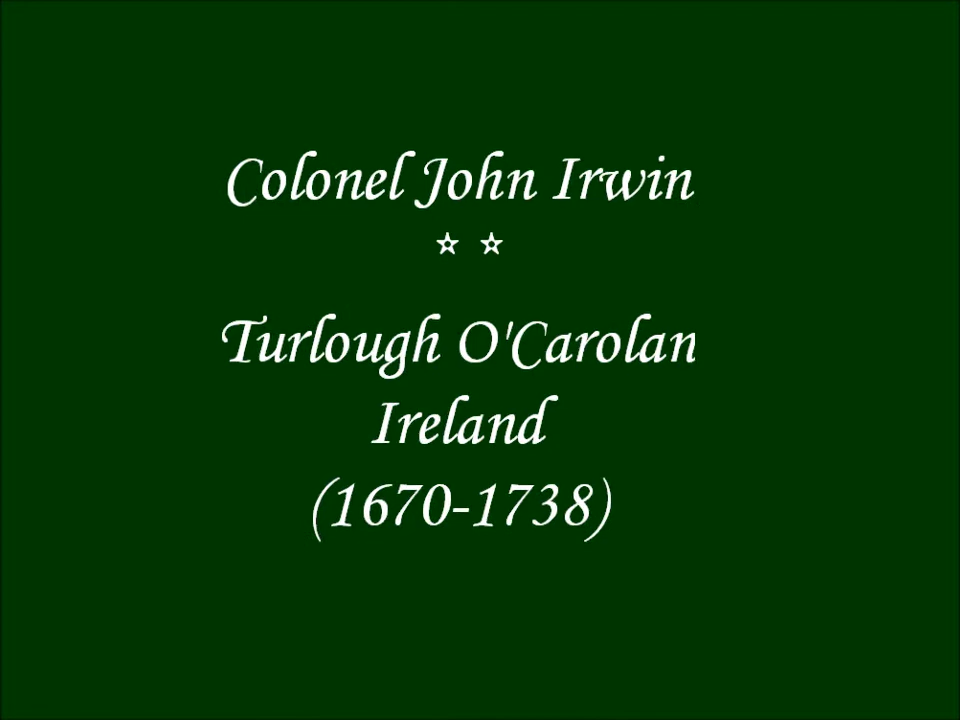 Colonel John Irwin
☆ ☆
Turlough O'Carolan
Ireland
(1670-1738)